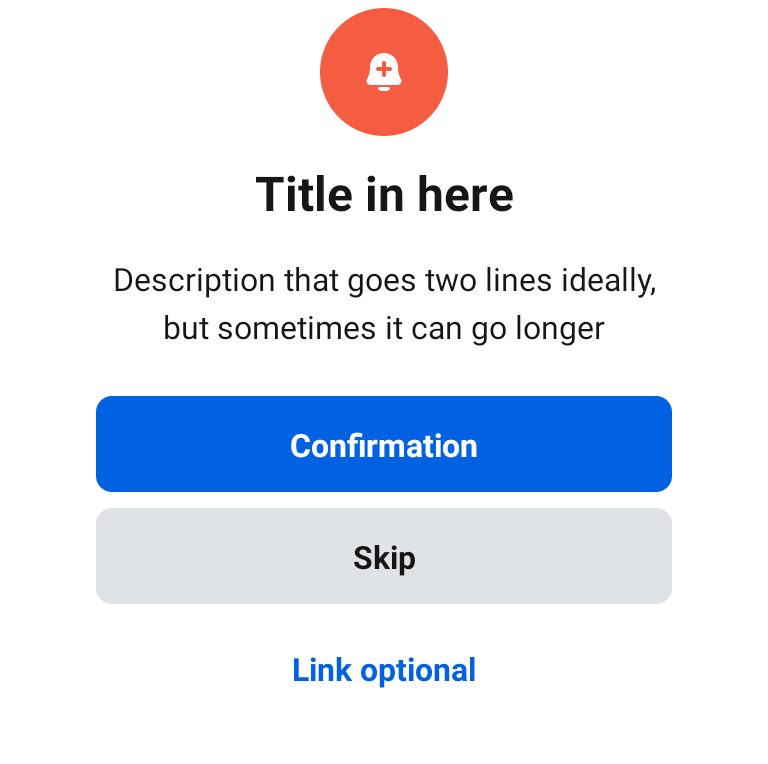 Title in here
Description that goes two lines ideally,
but sometimes it can go longer
Confirmation
Skip
Link optional